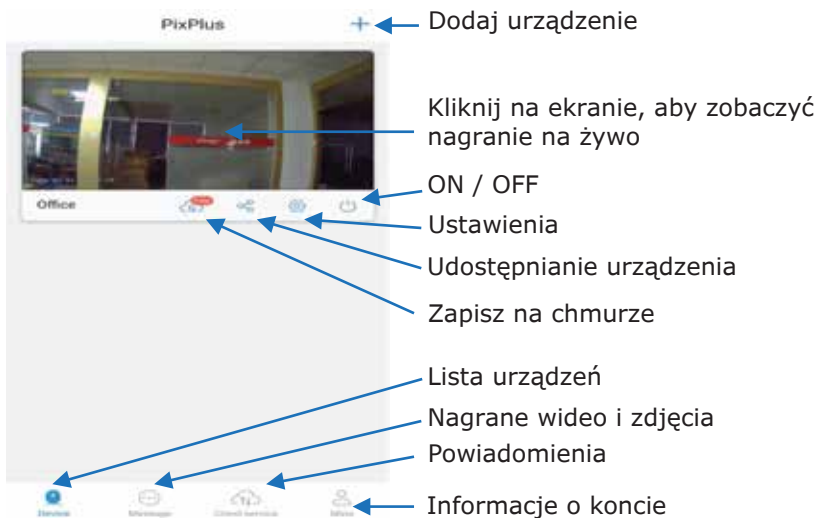 PixPlus
Dodaj urządzenie
Kliknij na ekranie, aby zobaczyć
nagranie na żywo
ON / OFF
Office
Ustawienia
Udostępnianie urządzenia
Zapisz na chmurze
Lista urządzeń
Nagrane wideo i zdjęcia
Powiadomienia
Informacje o koncie
Device
Message
Cloud service
Mine